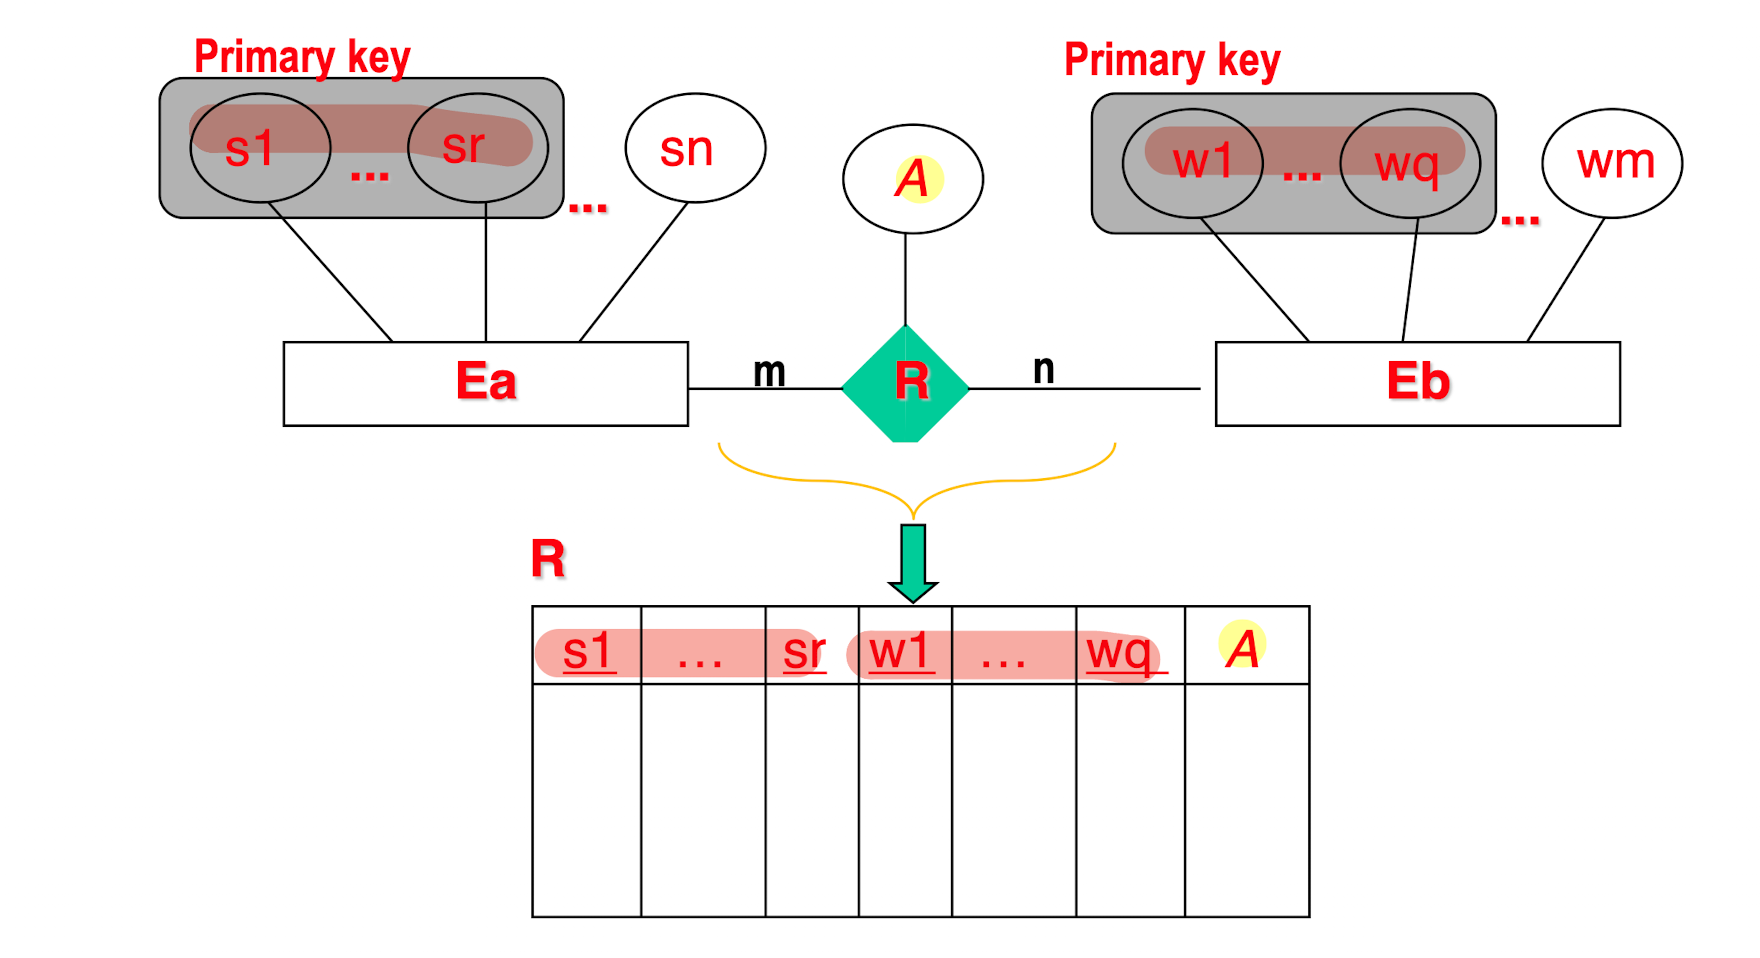 Primary key
Primary key
s1 ... sr ... sn
A
w1 ... wq ... wm
Ea
m
R
n
Eb
R
s1 ... sr w1 ... wq A